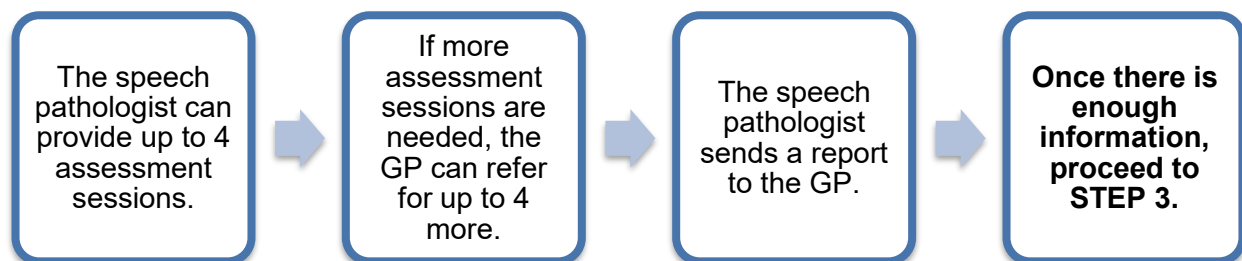 The speech
pathologist can
provide up to 4
assessment
sessions.
If more
assessment
sessions are
needed, the
GP can refer
for up to 4
more.
The speech
pathologist
sends a report
to the GP.
Once there is
enough
information,
proceed to
STEP 3.